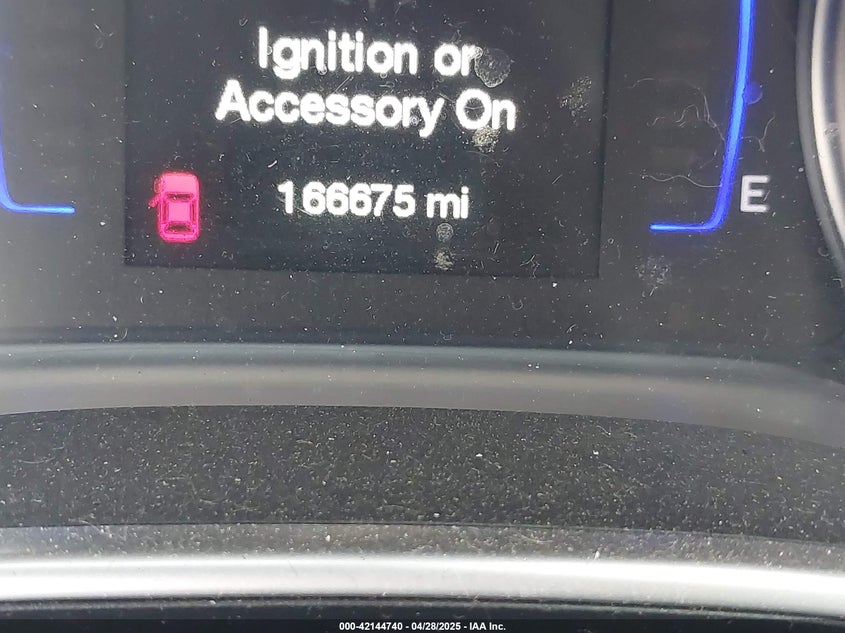 Ignition or
Accessory On
166675 mi
E
000-42144740 - 04/28/2025 - IAA Inc.